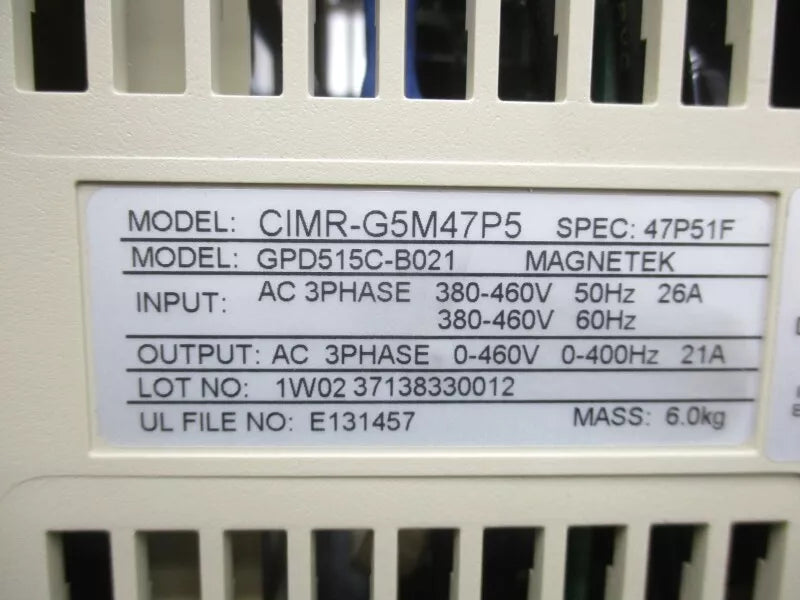 MODEL: CIMR-G5M47P5 SPEC: 47P51F
MODEL: GPD515C-B021 MAGNETEK
INPUT: AC 3PHASE 380-460V 50Hz 26A
380-460V 60Hz
OUTPUT: AC 3PHASE 0-460V 0-400Hz 21A
LOT NO: 1W02 37138330012
UL FILE NO: E131457 MASS: 6.0kg